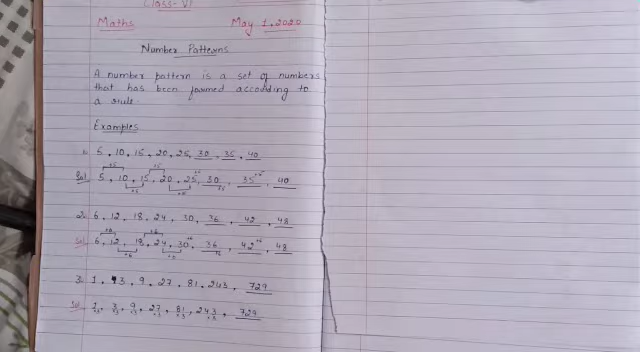 Class-VI
Maths May 1, 2020
Number Patterns
A number pattern is a set of numbers
that has been formed according to
a rule
Examples
1. 5, 10, 15, 20, 25, 30, 35, 40
Sol. 5, 10, 15, 20, 25, 30, 35, 40
2. 6, 12, 18, 24, 30, 36, 42, 48
Sol. 6, 12, 18, 24, 30, 36, 42, 48
3. 1, 3, 9, 27, 81, 243, 729
Sol. 1, 3, 9, 27, 81, 243, 729